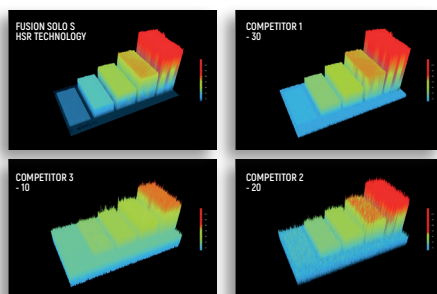 FUSION SOLO S
HSR TECHNOLOGY
COMPETITOR 1
- 30
COMPETITOR 3
- 10
COMPETITOR 2
- 20